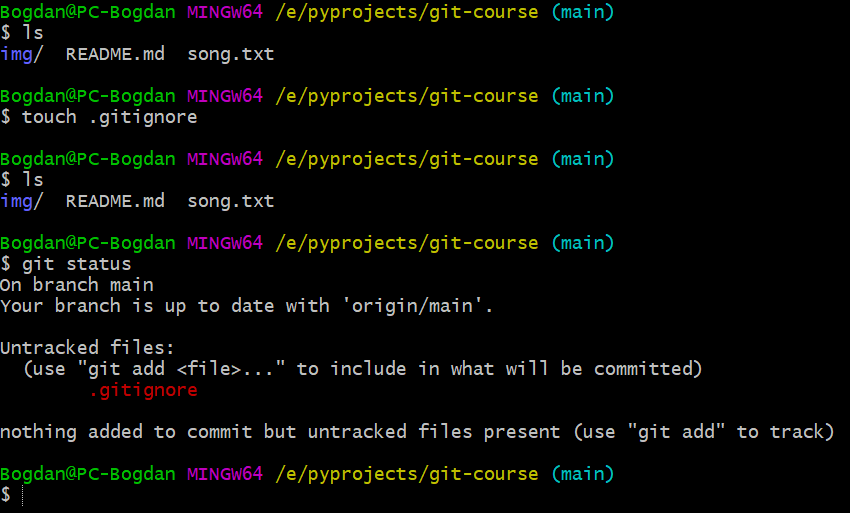 Bogdan@PC-Bogdan MINGW64 /e/pyprojects/git-course (main)
$ ls
img/  README.md  song.txt
Bogdan@PC-Bogdan MINGW64 /e/pyprojects/git-course (main)
$ touch .gitignore
Bogdan@PC-Bogdan MINGW64 /e/pyprojects/git-course (main)
$ ls
img/  README.md  song.txt
Bogdan@PC-Bogdan MINGW64 /e/pyprojects/git-course (main)
$ git status
On branch main
Your branch is up to date with 'origin/main'.
Untracked files:
  (use "git add <file>..." to include in what will be committed)
        .gitignore
nothing added to commit but untracked files present (use "git add" to track)
Bogdan@PC-Bogdan MINGW64 /e/pyprojects/git-course (main)
$